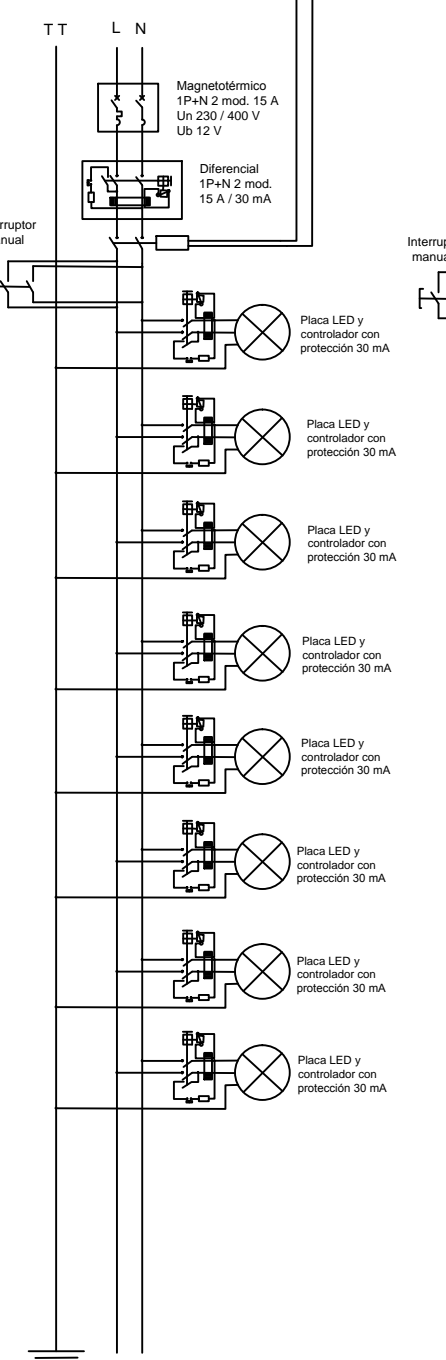 TT L N
Magnetotérmico
1P+N 2 mod. 15 A
Un 230 / 400 V
Ub 12 V
Diferencial
1P+N 2 mod.
15 A / 30 mA
Placa LED y
controlador con
protección 30 mA
Placa LED y
controlador con
protección 30 mA
Placa LED y
controlador con
protección 30 mA
Placa LED y
controlador con
protección 30 mA
Placa LED y
controlador con
protección 30 mA
Placa LED y
controlador con
protección 30 mA
Placa LED y
controlador con
protección 30 mA
Placa LED y
controlador con
protección 30 mA